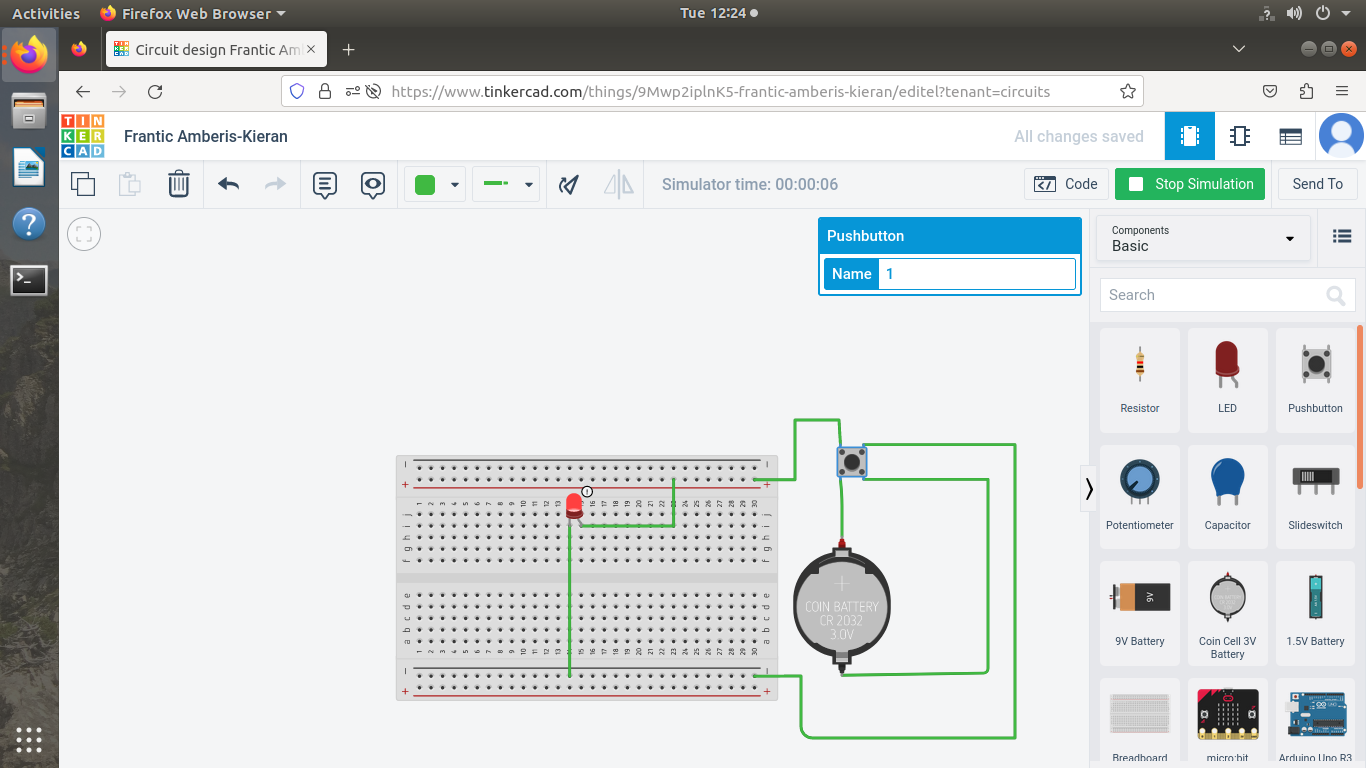 Activities
Firefox Web Browser
Tue 12:24
Circuit design Frantic Am
https://www.tinkercad.com/things/9Mwp2iplnK5-frantic-amberis-kieran/editel?tenant=circuits
TIN
KER
CAD
Frantic Amberis-Kieran
All changes saved
Simulator time: 00:00:06
Code
Stop Simulation
Send To
Pushbutton
Name
1
Components
Basic
Search
Resistor
LED
Pushbutton
Potentiometer
Capacitor
Slideswitch
9V
9V Battery
Coin Cell 3V
Battery
1.5V Battery
Breadboard
micro:bit
Arduino Uno R3
j
i
h
g
f
e
d
c
b
a
COIN BATTERY
CR 2032
3.0V